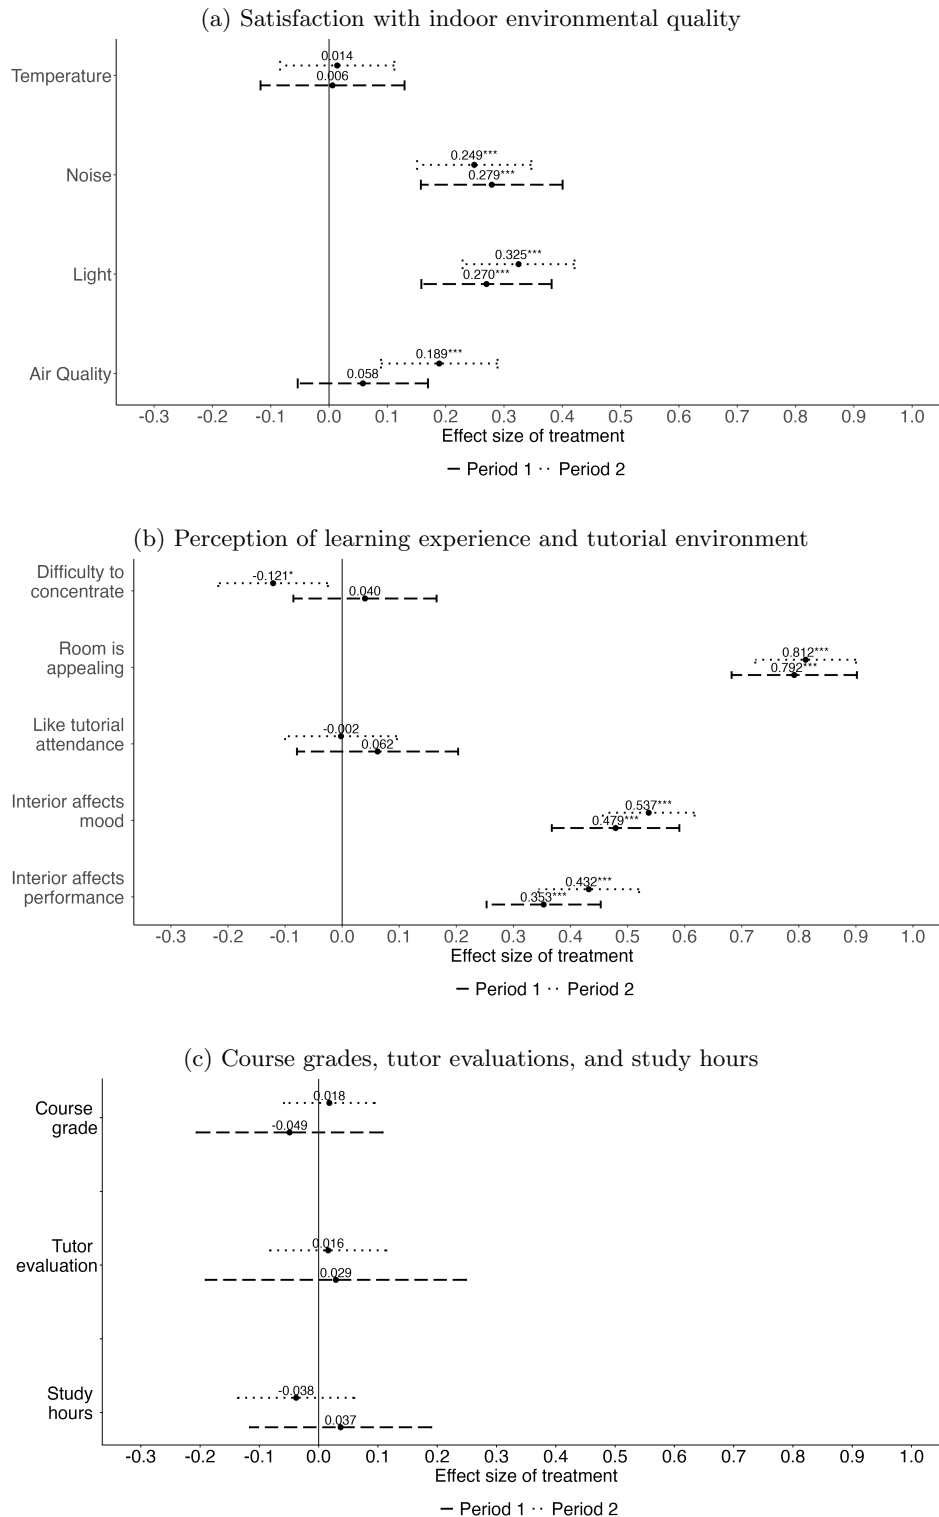 (a) Satisfaction with indoor environmental quality
Temperature
0.014
0.006
Noise
0.249***
0.279***
Light
0.325***
0.270***
Air Quality
0.189***
0.058
-0.3 -0.2 -0.1 0.0 0.1 0.2 0.3 0.4 0.5 0.6 0.7 0.8 0.9 1.0
Effect size of treatment
Period 1 Period 2
(b) Perception of learning experience and tutorial environment
Difficulty to
concentrate
-0.121*
0.040
Room is
appealing
0.812***
0.792***
Like tutorial
attendance
-0.002
0.062
Interior affects
mood
0.537***
0.479***
Interior affects
performance
0.432***
0.353***
-0.3 -0.2 -0.1 0.0 0.1 0.2 0.3 0.4 0.5 0.6 0.7 0.8 0.9 1.0
Effect size of treatment
Period 1 Period 2
(c) Course grades, tutor evaluations, and study hours
Course
grade
0.018
-0.049
Tutor
evaluation
0.016
0.029
Study
hours
-0.038
0.037
-0.3 -0.2 -0.1 0.0 0.1 0.2 0.3 0.4 0.5 0.6 0.7 0.8 0.9 1.0
Effect size of treatment
Period 1 Period 2